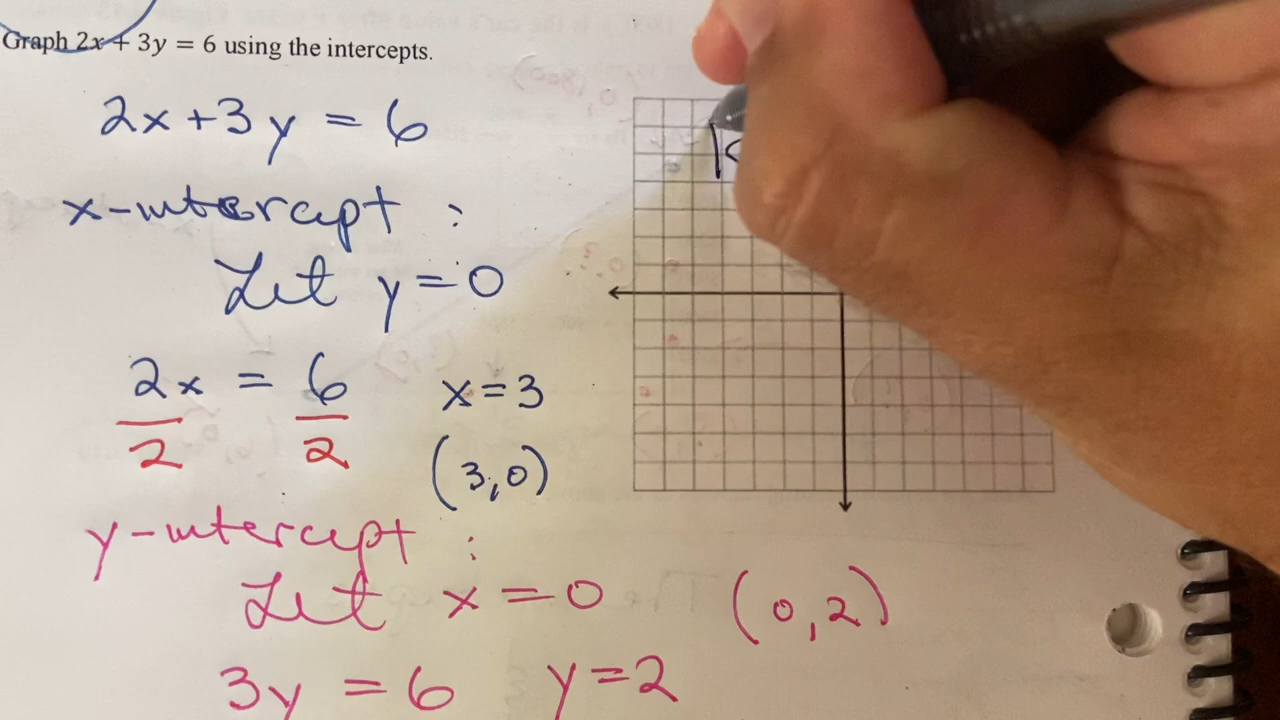 Graph 2x + 3y = 6 using the intercepts.
2x + 3y = 6
x-intercept :
Let y = 0
2x = 6
2 2
x = 3
(3,0)
y-intercept :
Let x = 0
(0,2)
3y = 6 y = 2